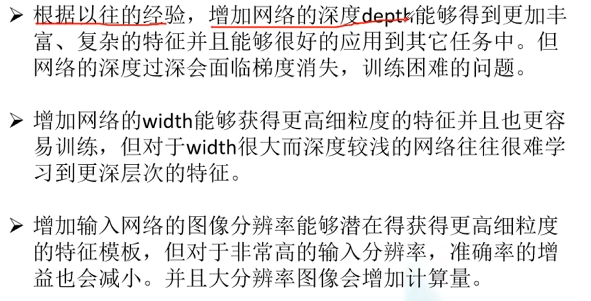 ➤ 根据以往的经验，增加网络的深度depth能够得到更加丰
富、复杂的特征并且能够很好的应用到其它任务中。但
网络的深度过深会面临梯度消失，训练困难的问题。
➤ 增加网络的width能够获得更高细粒度的特征并且也更容
易训练，但对于width很大而深度较浅的网络往往很难学
习到更深层次的特征。
➤ 增加输入网络的图像分辨率能够潜在得获得更高细粒度
的特征模板，但对于非常高的输入分辨率，准确率的增
益也会减小。并且大分辨率图像会增加计算量。